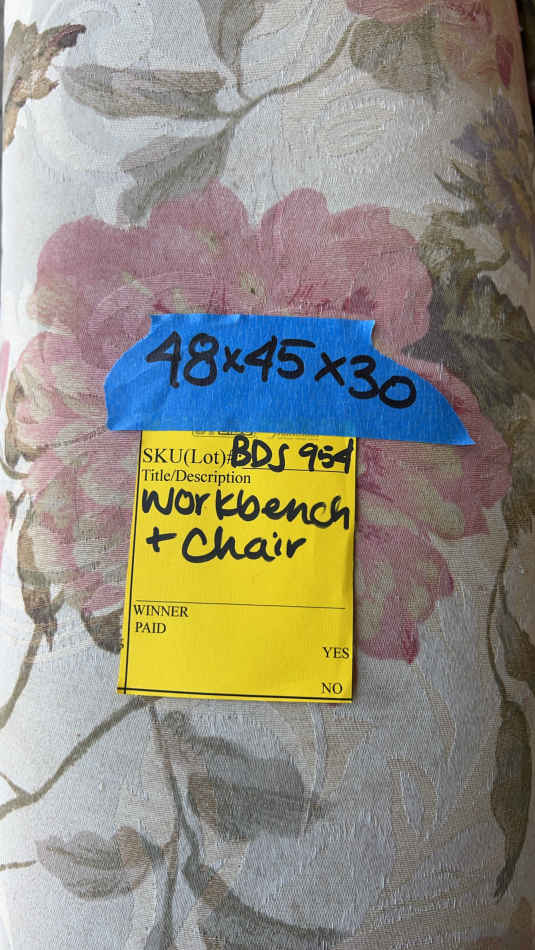 48x45x30
SKU(Lot)# BDS 954
Title/Description
Workbench
+ Chair
WINNER
PAID
YES
NO